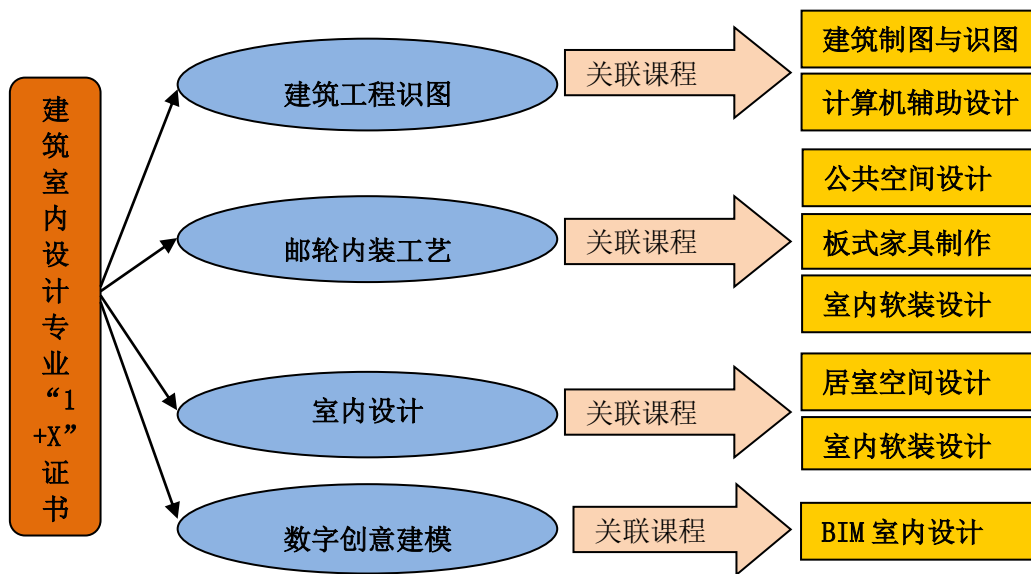 建
筑
室
内
设
计
专
业
“1
+X”
证
书
建筑工程识图
关联课程
建筑制图与识图
计算机辅助设计
邮轮内装工艺
关联课程
公共空间设计
板式家具制作
室内软装设计
室内设计
关联课程
居室空间设计
室内软装设计
数字创意建模
关联课程
BIM 室内设计